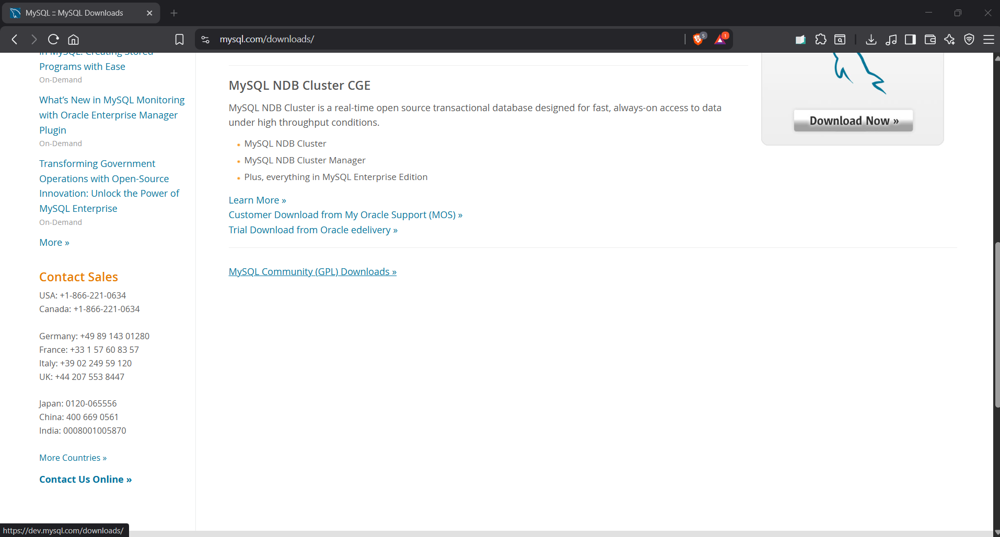 MySQL :: MySQL Downloads
mysql.com/downloads/
5
1
in MySQL: Creating Stored
Programs with Ease
On-Demand
What's New in MySQL Monitoring
with Oracle Enterprise Manager
Plugin
On-Demand
Transforming Government
Operations with Open-Source
Innovation: Unlock the Power of
MySQL Enterprise
On-Demand
More »
Contact Sales
USA: +1-866-221-0634
Canada: +1-866-221-0634
Germany: +49 89 143 01280
France: +33 1 57 60 83 57
Italy: +39 02 249 59 120
UK: +44 207 553 8447
Japan: 0120-065556
China: 400 669 0561
India: 0008001005870
More Countries »
Contact Us Online »
MySQL NDB Cluster CGE
MySQL NDB Cluster is a real-time open source transactional database designed for fast, always-on access to data
under high throughput conditions.
MySQL NDB Cluster
MySQL NDB Cluster Manager
Plus, everything in MySQL Enterprise Edition
Learn More »
Customer Download from My Oracle Support (MOS) »
Trial Download from Oracle edelivery »
MySQL Community (GPL) Downloads »
Download Now »
https://dev.mysql.com/downloads/